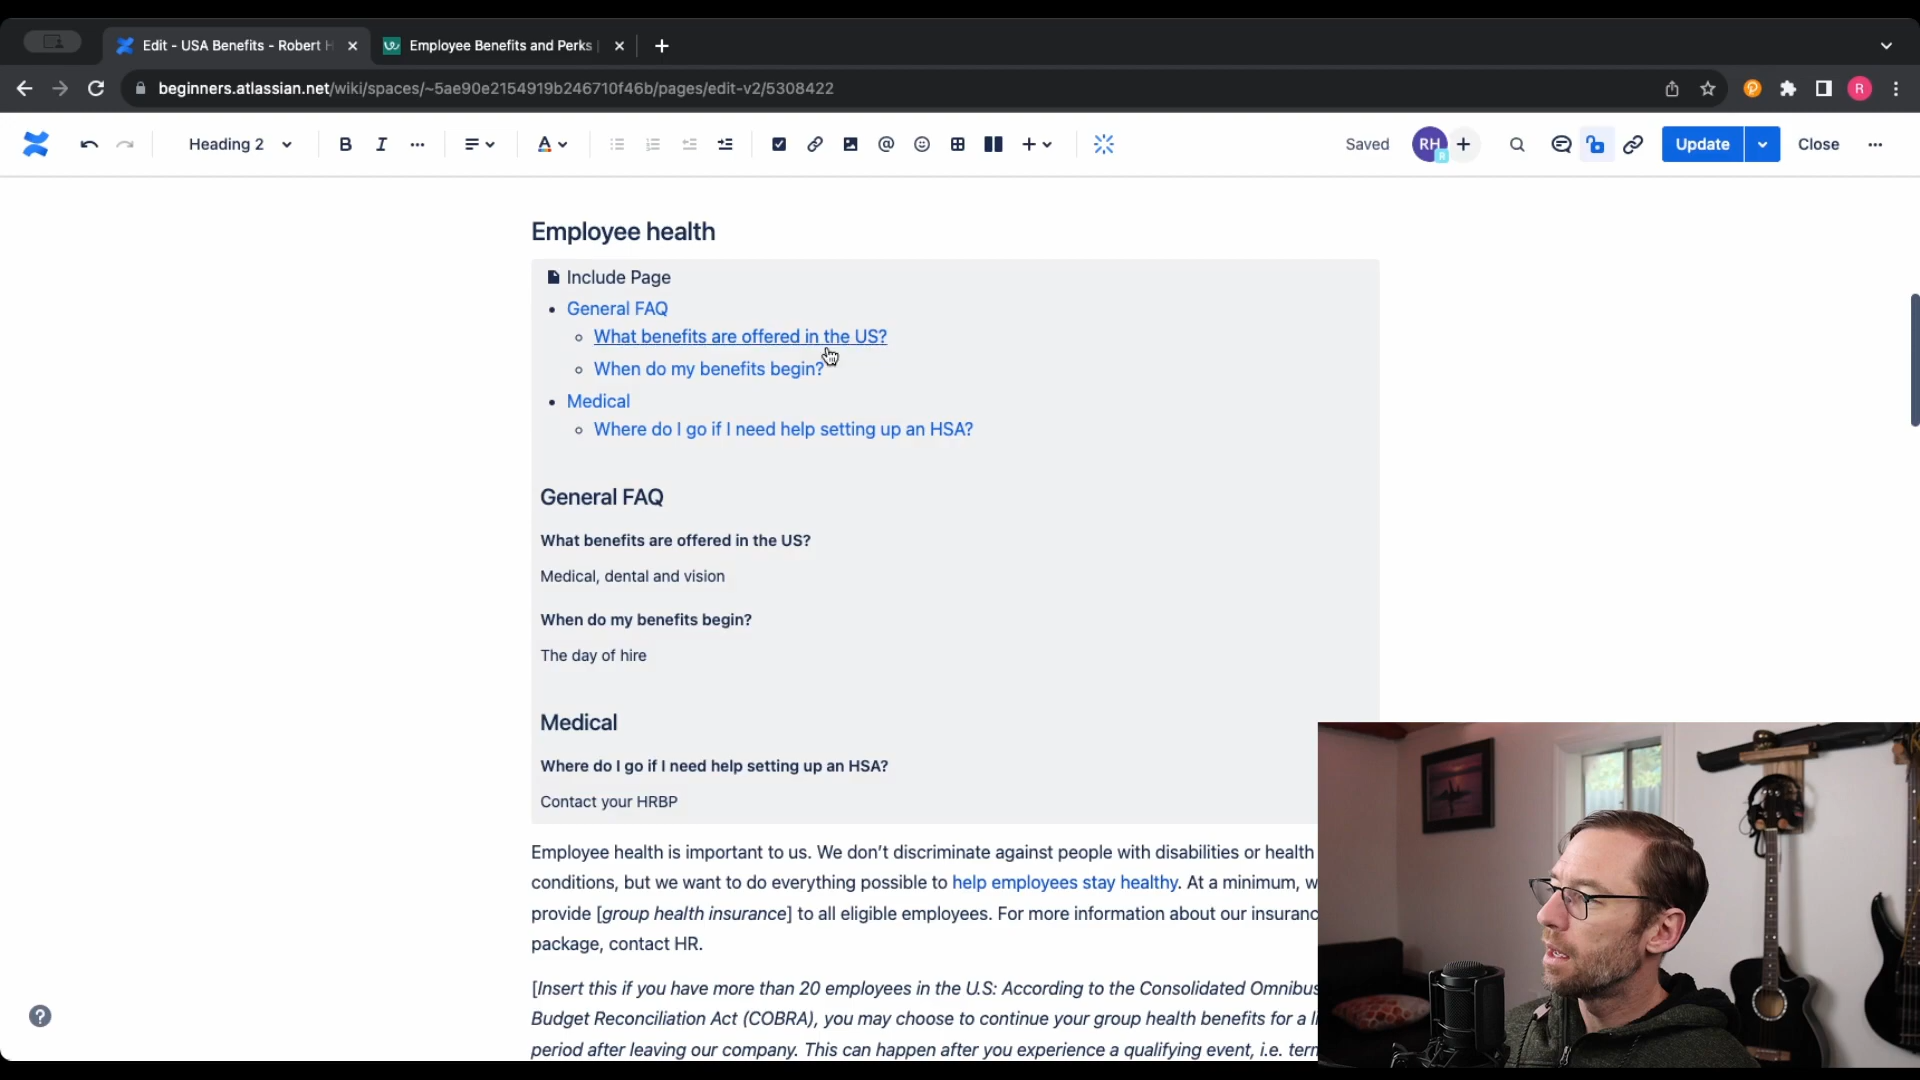 Edit - USA Benefits - Robert H
Employee Benefits and Perks
beginners.atlassian.net/wiki/spaces/~5ae90e2154919b246710f46b/pages/edit-v2/5308422
R
Heading 2
B I A
Saved
RH
R
Update
Close
Employee health
Include Page
General FAQ
What benefits are offered in the US?
When do my benefits begin?
Medical
Where do I go if I need help setting up an HSA?
General FAQ
What benefits are offered in the US?
Medical, dental and vision
When do my benefits begin?
The day of hire
Medical
Where do I go if I need help setting up an HSA?
Contact your HRBP
Employee health is important to us. We don’t discriminate against people with disabilities or health
conditions, but we want to do everything possible to help employees stay healthy. At a minimum, w
provide [group health insurance] to all eligible employees. For more information about our insuranc
package, contact HR.
[Insert this if you have more than 20 employees in the U.S: According to the Consolidated Omnibus
Budget Reconciliation Act (COBRA), you may choose to continue your group health benefits for a li
period after leaving our company. This can happen after you experience a qualifying event, i.e. term